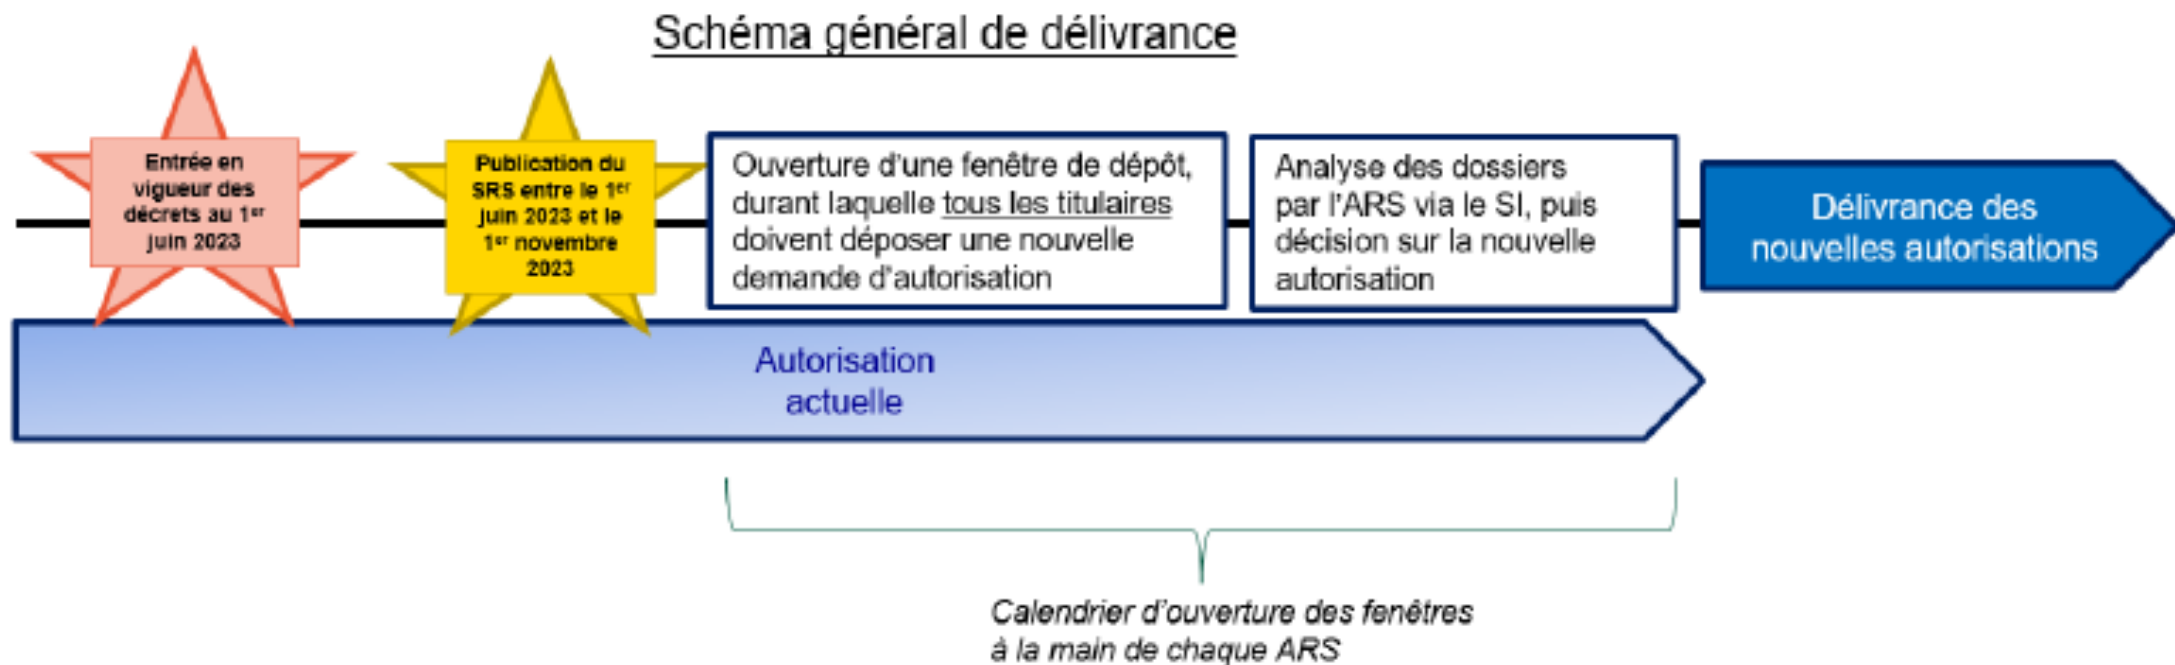 Schéma général de délivrance
Entrée en
vigueur des
décrets au 1er
juin 2023
Publication du
SRS entre le 1er
juin 2023 et le
1er novembre
2023
Ouverture d'une fenêtre de dépôt,
durant laquelle tous les titulaires
doivent déposer une nouvelle
demande d'autorisation
Analyse des dossiers
par l'ARS via le SI, puis
décision sur la nouvelle
autorisation
Délivrance des
nouvelles autorisations
Autorisation
actuelle
Calendrier d'ouverture des fenêtres
à la main de chaque ARS